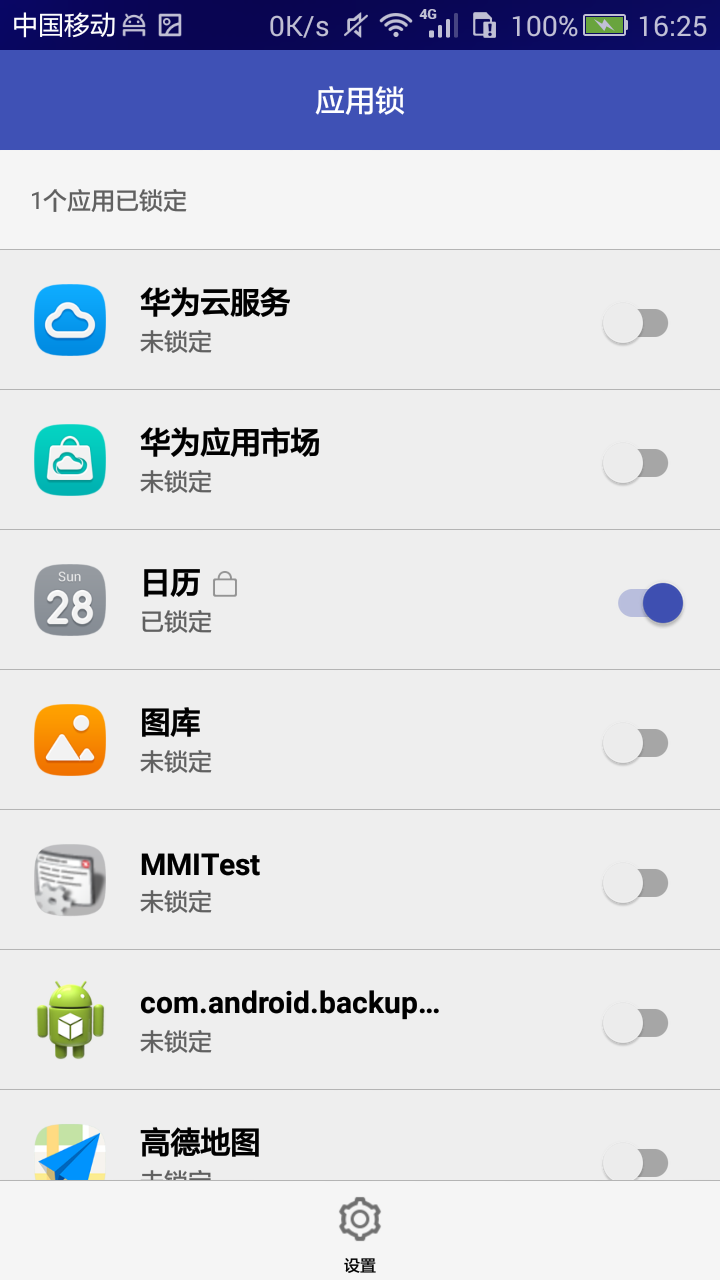 中国移动 0K/s 4G 100% 16:25
应用锁
1个应用已锁定
华为云服务
未锁定
华为应用市场
未锁定
Sun
28
日历
已锁定
图库
未锁定
MMITest
未锁定
com.android.backup...
未锁定
高德地图
未锁定
设置